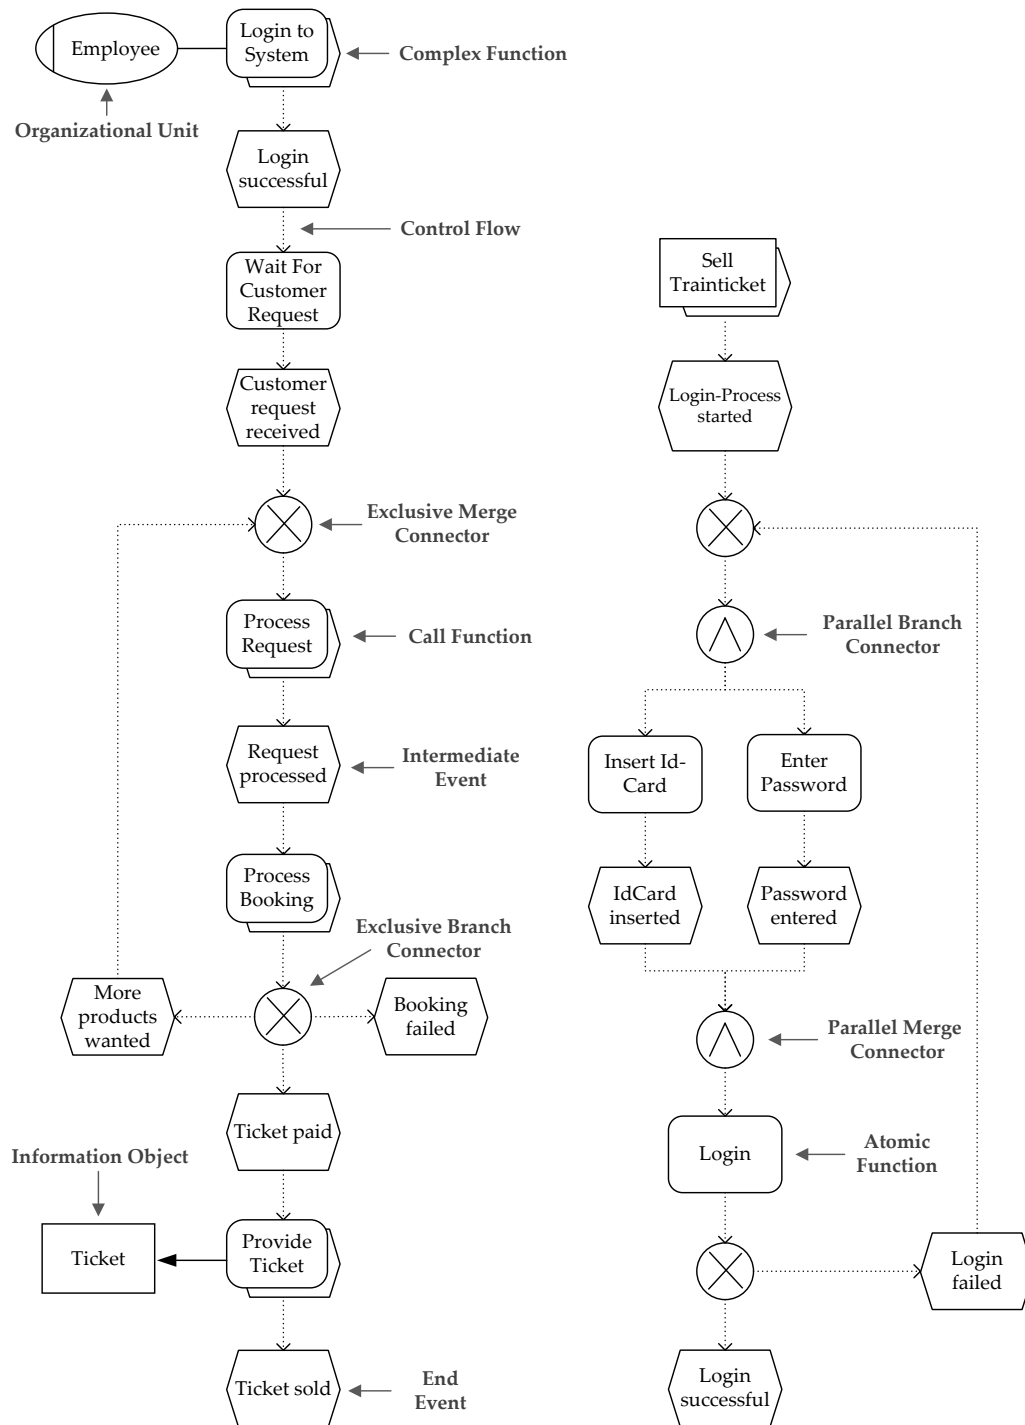 Employee
Login to
System
Complex Function
Organizational Unit
Login
successful
Control Flow
Wait For
Customer
Request
Customer
request
received
Exclusive Merge
Connector
Process
Request
Call Function
Request
processed
Intermediate
Event
Process
Booking
Exclusive Branch
Connector
More
products
wanted
Booking
failed
Ticket paid
Information Object
Ticket
Provide
Ticket
Ticket sold
End
Event
Sell
Trainticket
Login-Process
started
Parallel Branch
Connector
Insert Id-
Card
Enter
Password
IdCard
inserted
Password
entered
Parallel Merge
Connector
Login
Atomic
Function
Login
failed
Login
successful